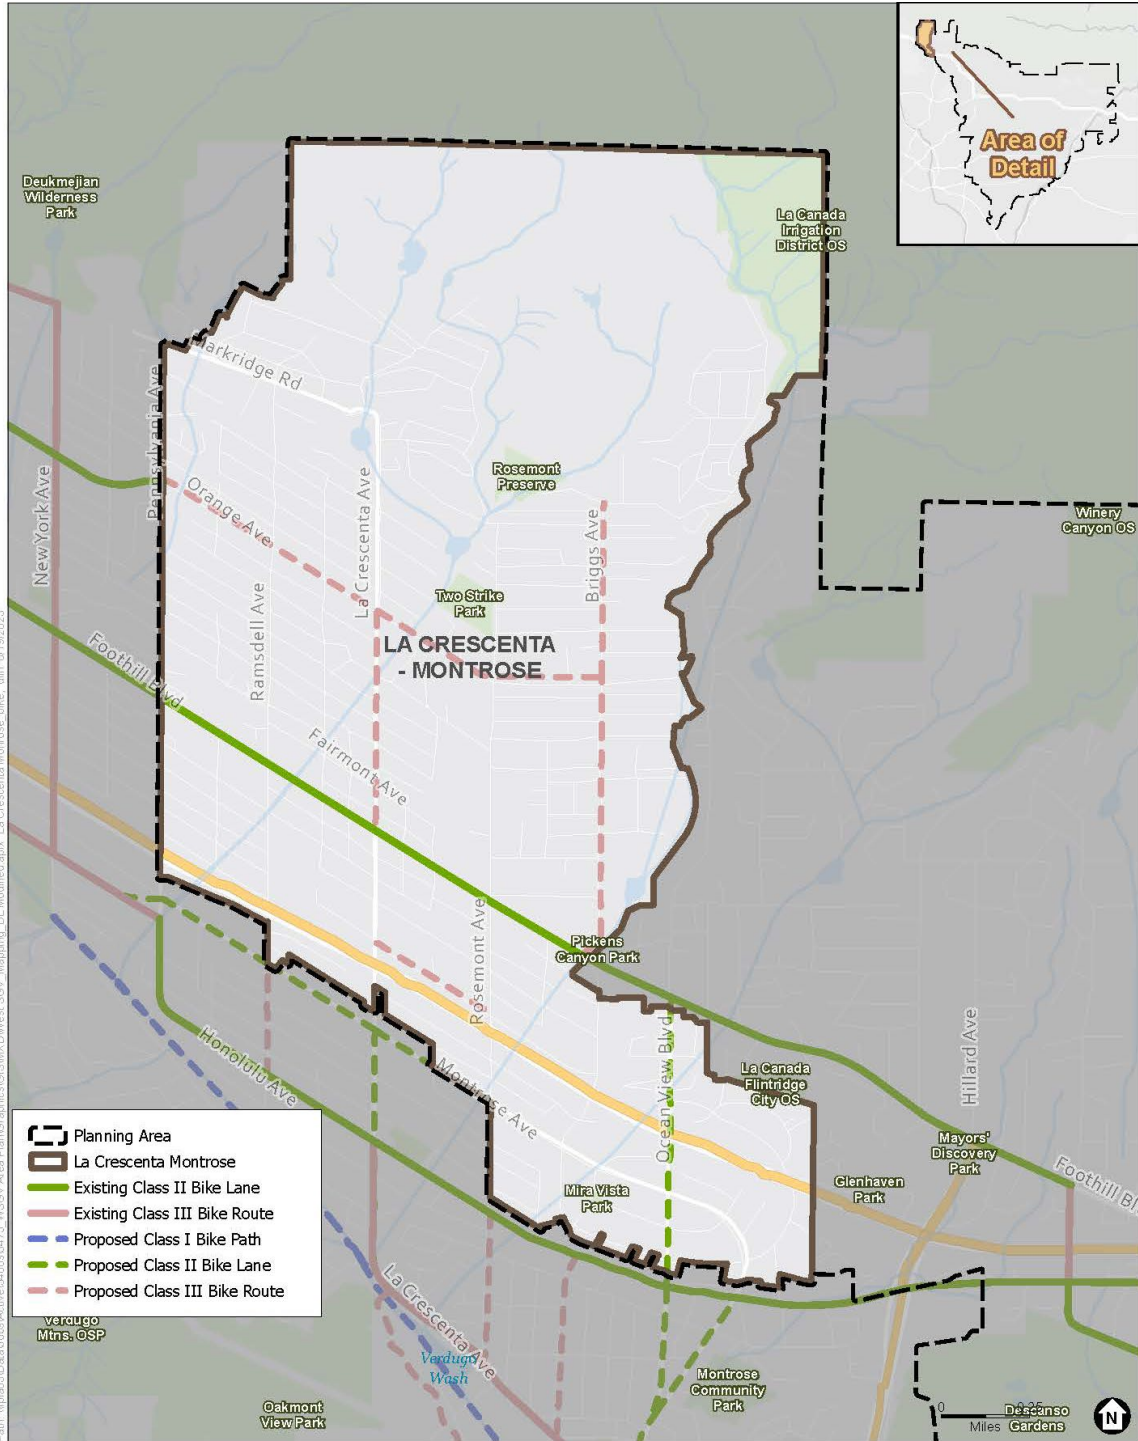 Area of
Detail
Deukmejian
Wilderness
Park
La Canada
Irrigation
District OS
Markridge Rd
Pennsylvania Ave
New York Ave
Orange Ave
La Crescenta Ave
Rosemont
Preserve
Briggs Ave
Winery
Canyon OS
Ramsdell Ave
Two Strike
Park
LA CRESCENTA
- MONTROSE
Foothill Blvd
Fairmont Ave
Rosemont Ave
Pickens
Canyon Park
Ocean View Blvd
Hillard Ave
Honolulu Ave
Montrose Ave
La Canada
Flintridge
City OS
Mayors'
Discovery
Park
Foothill Bl
Glenhaven
Park
Mira Vista
Park
Planning Area
La Crescenta Montrose
Existing Class II Bike Lane
Existing Class III Bike Route
Proposed Class I Bike Path
Proposed Class II Bike Lane
Proposed Class III Bike Route
Verdugo
Mtns. OSP
La Crescenta Ave
Verdugo
Wash
Oakmont
View Park
Montrose
Community
Park
Descanso
Gardens
0 0.25
Miles
N